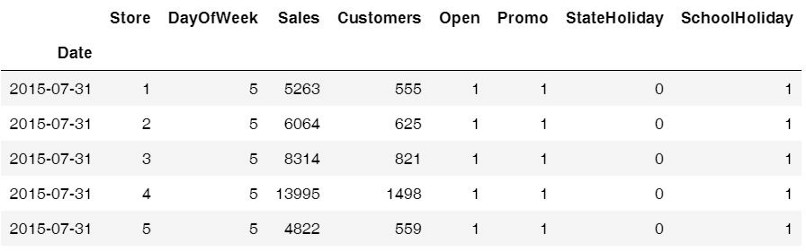 Store DayOfWeek Sales Customers Open Promo StateHoliday SchoolHoliday
Date
2015-07-31 1 5 5263 555 1 1 0 1
2015-07-31 2 5 6064 625 1 1 0 1
2015-07-31 3 5 8314 821 1 1 0 1
2015-07-31 4 5 13995 1498 1 1 0 1
2015-07-31 5 5 4822 559 1 1 0 1